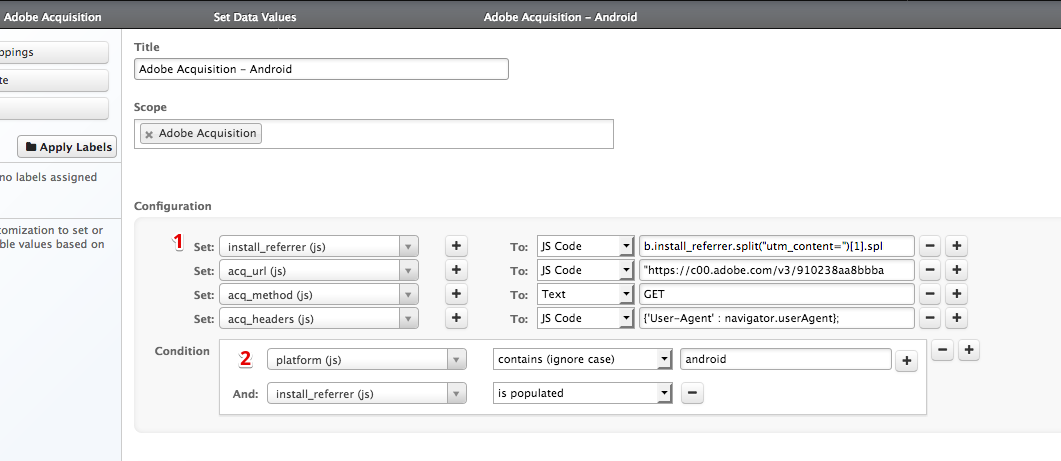 Adobe Acquisition Set Data Values Adobe Acquisition – Android
ppings
te
Apply Labels
no labels assigned
tomization to set or
ble values based on
Title
Adobe Acquisition – Android
Scope
Adobe Acquisition
Configuration
1 Set: install_referrer (js) To: JS Code b.install_referrer.split("utm_content=")[1].spl
Set: acq_url (js) To: JS Code "https://c00.adobe.com/v3/910238aa8bbba
Set: acq_method (js) To: Text GET
Set: acq_headers (js) To: JS Code {'User-Agent' : navigator.userAgent};
Condition 2 platform (js) contains (ignore case) android
And: install_referrer (js) is populated